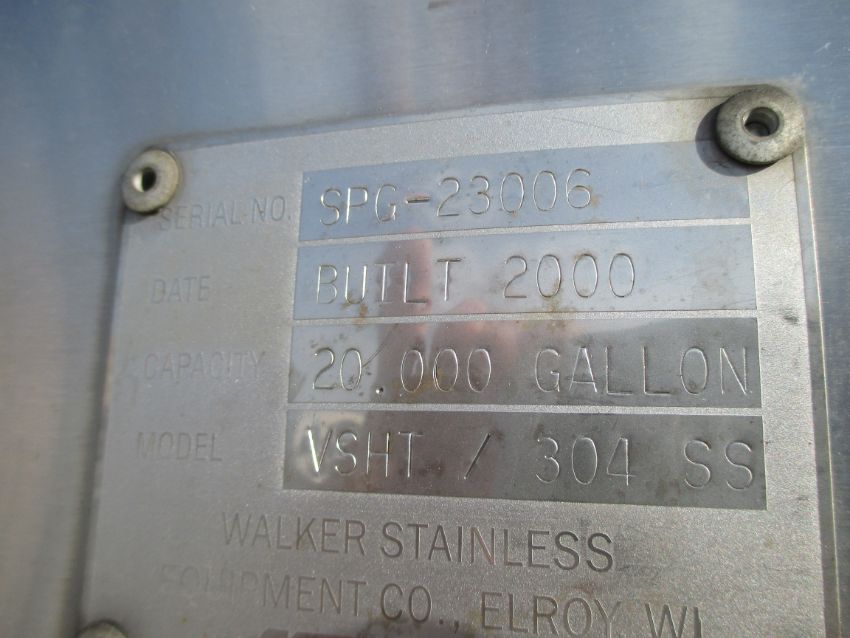 SERIAL NO. SPG-23006
DATE BUILT 2000
CAPACITY 20.000 GALLON
MODEL VSHT / 304 SS
WALKER STAINLESS
EQUIPMENT CO., ELROY, WI